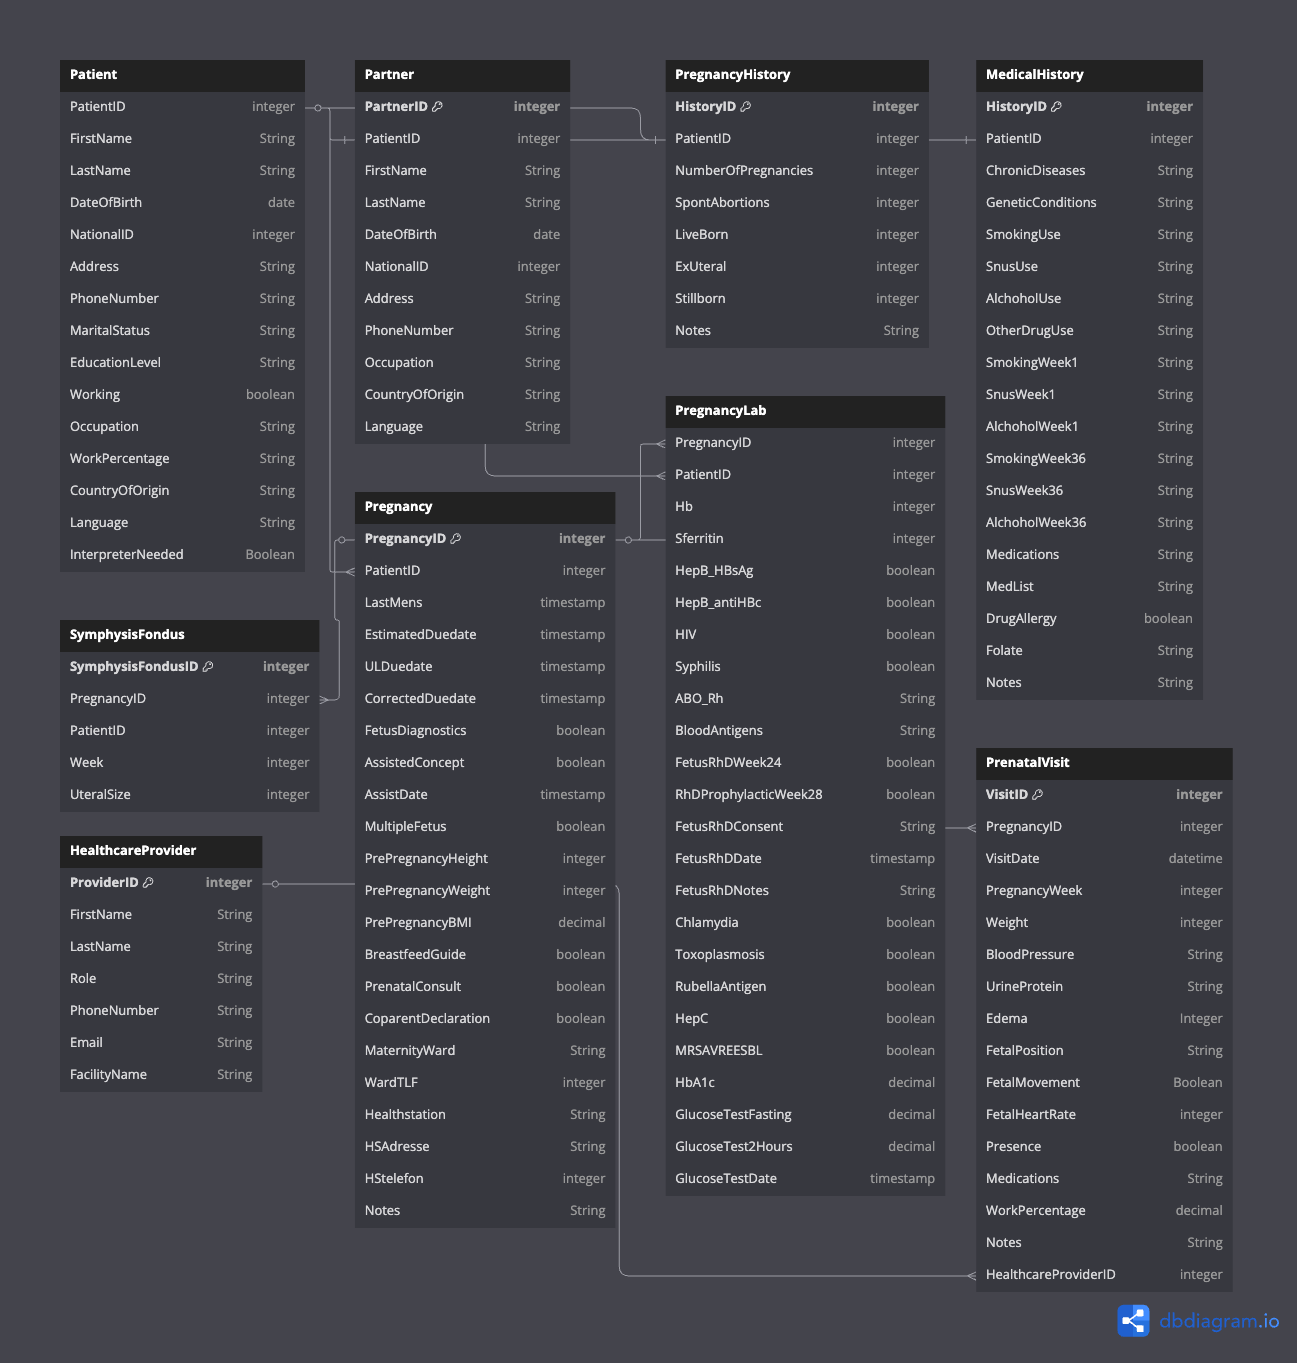 Patient
PatientID integer
FirstName String
LastName String
DateOfBirth date
NationalID integer
Address String
PhoneNumber String
MaritalStatus String
EducationLevel String
Working boolean
Occupation String
WorkPercentage String
CountryOfOrigin String
Language String
InterpreterNeeded Boolean
Partner
PartnerID integer
PatientID integer
FirstName String
LastName String
DateOfBirth date
NationalID integer
Address String
PhoneNumber String
Occupation String
CountryOfOrigin String
Language String
PregnancyHistory
HistoryID integer
PatientID integer
NumberOfPregnancies integer
SpontAbortions integer
LiveBorn integer
ExUteral integer
Stillborn integer
Notes String
MedicalHistory
HistoryID integer
PatientID integer
ChronicDiseases String
GeneticConditions String
SmokingUse String
SnusUse String
AlchoholUse String
OtherDrugUse String
SmokingWeek1 String
SnusWeek1 String
AlchoholWeek1 String
SmokingWeek36 String
SnusWeek36 String
AlchoholWeek36 String
Medications String
MedList String
DrugAllergy boolean
Folate String
Notes String
PregnancyLab
PregnancyID integer
PatientID integer
Hb integer
Sferritin integer
HepB_HBsAg boolean
HepB_antiHBc boolean
HIV boolean
Syphilis boolean
ABO_Rh String
BloodAntigens String
FetusRhDWeek24 boolean
RhDProphylacticWeek28 boolean
FetusRhDConsent String
FetusRhDDate timestamp
FetusRhDNotes String
Chlamydia boolean
Toxoplasmosis boolean
RubellaAntigen boolean
HepC boolean
MRSAVREESBL boolean
HbA1c decimal
GlucoseTestFasting decimal
GlucoseTest2Hours decimal
GlucoseTestDate timestamp
Pregnancy
PregnancyID integer
PatientID integer
LastMens timestamp
EstimatedDuedate timestamp
ULDuedate timestamp
CorrectedDuedate timestamp
FetusDiagnostics boolean
AssistedConcept boolean
AssistDate timestamp
MultipleFetus boolean
PrePregnancyHeight integer
PrePregnancyWeight integer
PrePregnancyBMI decimal
BreastfeedGuide boolean
PrenatalConsult boolean
CoparentDeclaration boolean
MaternityWard String
WardTLF integer
Healthstation String
HSAdresse String
HStelefon integer
Notes String
SymphysisFondus
SymphysisFondusID integer
PregnancyID integer
PatientID integer
Week integer
UteralSize integer
HealthcareProvider
ProviderID integer
FirstName String
LastName String
Role String
PhoneNumber String
Email String
FacilityName String
PrenatalVisit
VisitID integer
PregnancyID integer
VisitDate datetime
PregnancyWeek integer
Weight integer
BloodPressure String
UrineProtein String
Edema Integer
FetalPosition String
FetalMovement Boolean
FetalHeartRate integer
Presence boolean
Medications String
WorkPercentage decimal
Notes String
HealthcareProviderID integer
dbdiagram.io